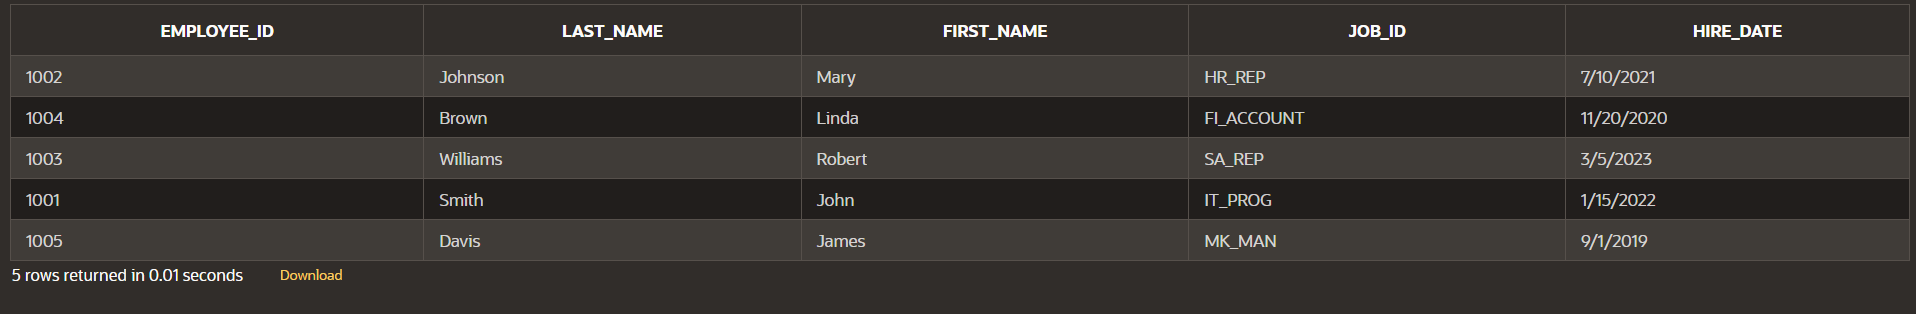 EMPLOYEE_ID LAST_NAME FIRST_NAME JOB_ID HIRE_DATE
1002 Johnson Mary HR_REP 7/10/2021
1004 Brown Linda FI_ACCOUNT 11/20/2020
1003 Williams Robert SA_REP 3/5/2023
1001 Smith John IT_PROG 1/15/2022
1005 Davis James MK_MAN 9/1/2019
5 rows returned in 0.01 seconds Download